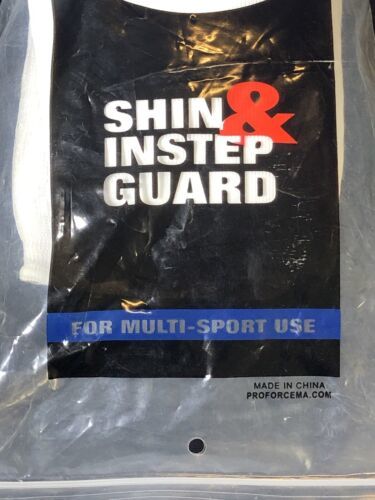 SHIN &
INSTEP
GUARD
FOR MULTI-SPORT USE
MADE IN CHINA
PROFORCEMA.COM